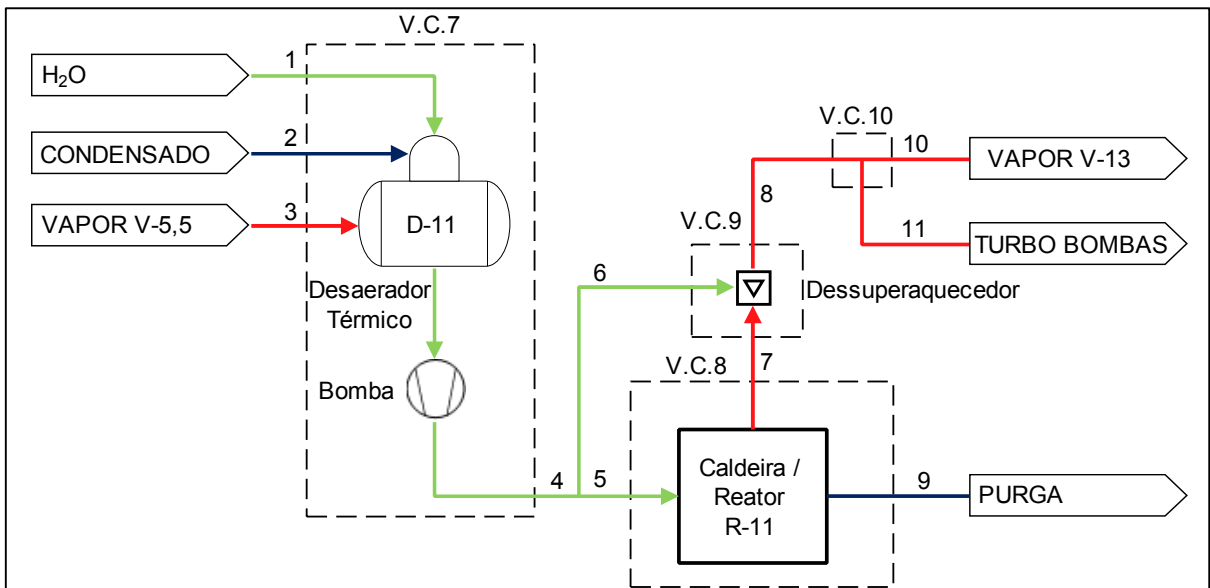 V.C.7
1
H₂O
V.C.10
2
10
CONDENSADO
VAPOR V-13
8
3
V.C.9
11
VAPOR V-5,5
D-11
TURBO BOMBAS
6
Desaerador
Térmico
Dessuperaquecedor
V.C.8
7
Bomba
4
5
Caldeira /
Reator
R-11
9
PURGA